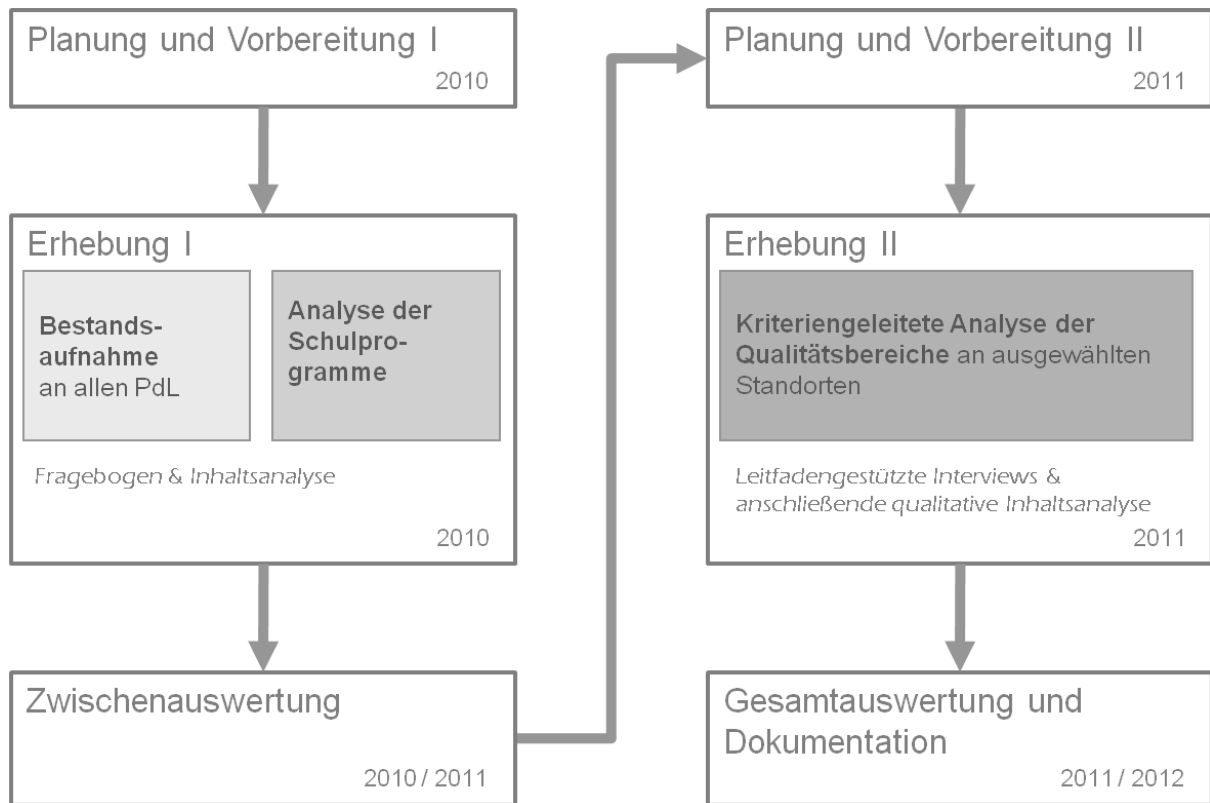 Planung und Vorbereitung I
2010
Erhebung I
Bestands-
aufnahme
an allen PdL
Analyse der
Schulpro-
gramme
Fragebogen & Inhaltsanalyse
2010
Zwischenauswertung
2010 / 2011
Planung und Vorbereitung II
2011
Erhebung II
Kriteriengeleitete Analyse der
Qualitätsbereiche an ausgewählten
Standorten
Leitfadengestützte Interviews &
anschließende qualitative Inhaltsanalyse
2011
Gesamtauswertung und
Dokumentation
2011 / 2012